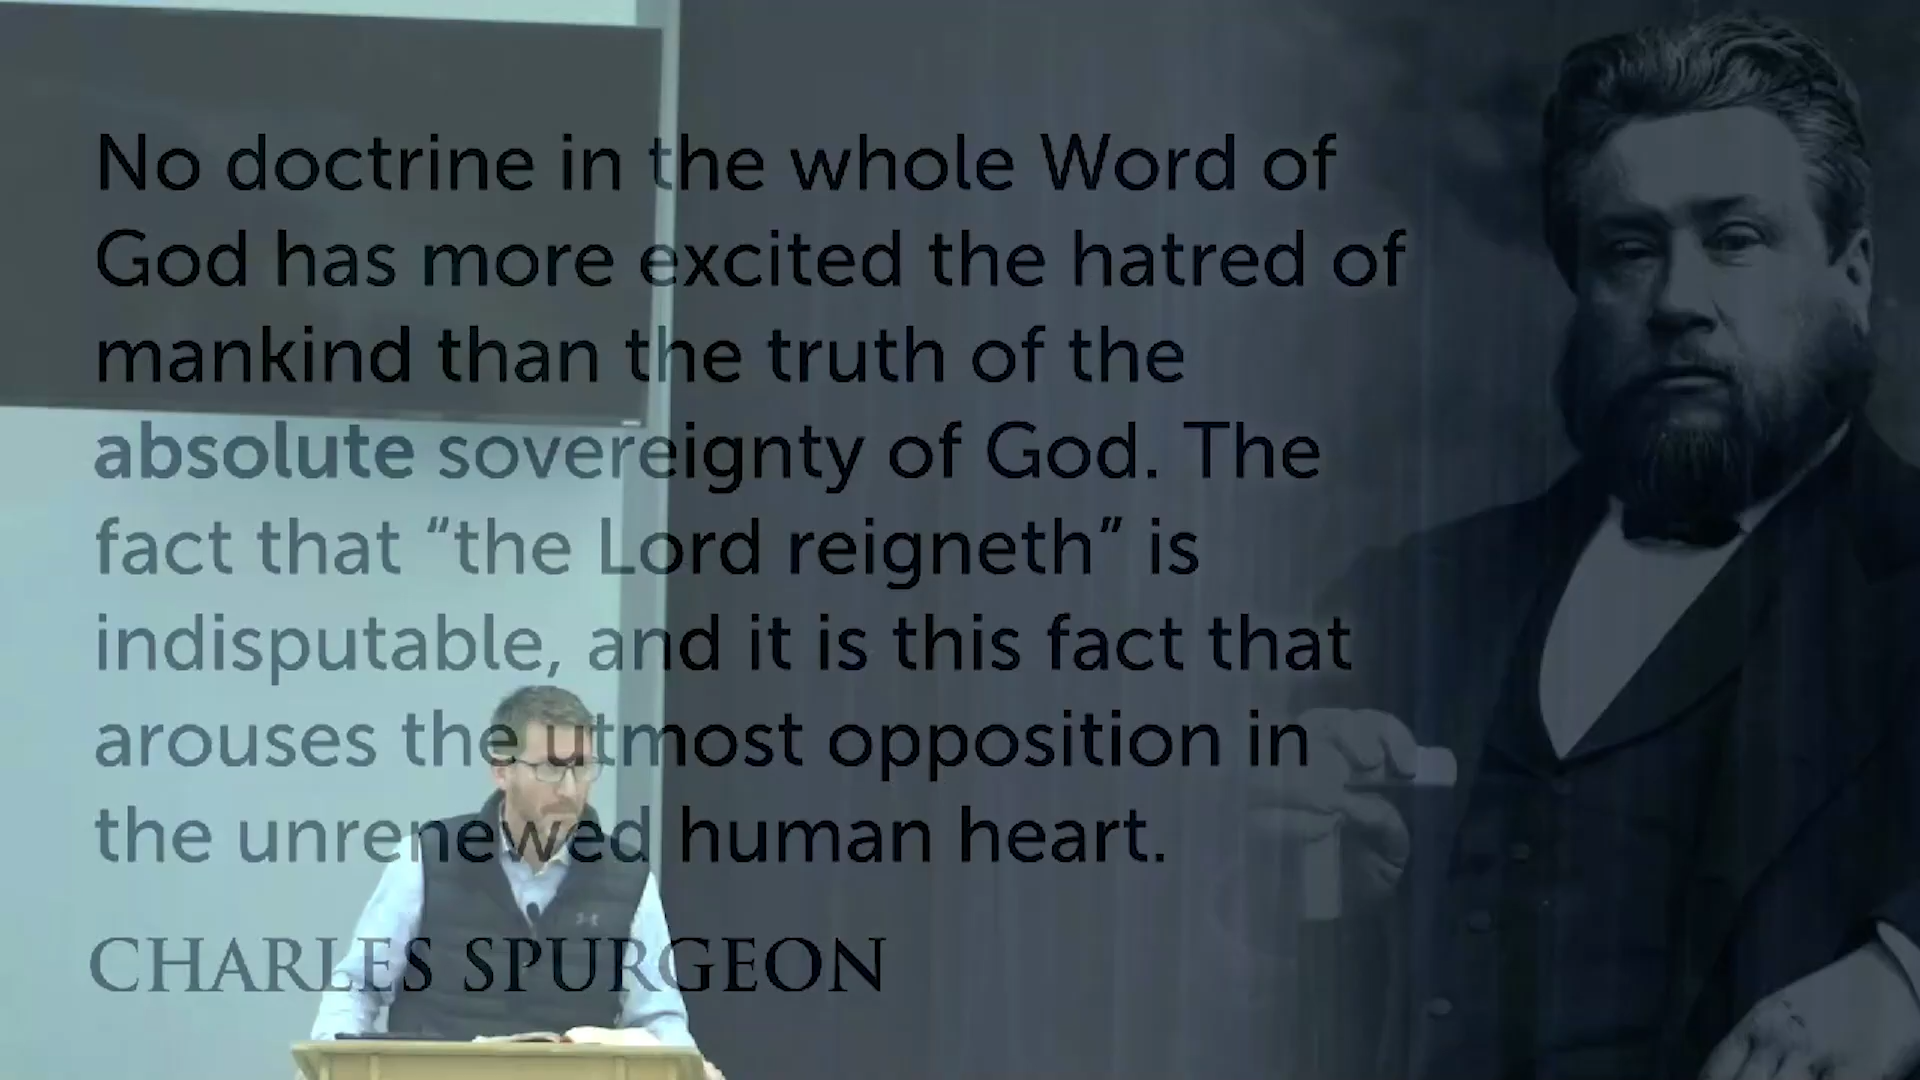 No doctrine in the whole Word of
God has more excited the hatred of
mankind than the truth of the
absolute sovereignty of God. The
fact that “the Lord reigneth” is
indisputable, and it is this fact that
arouses the utmost opposition in
the unrenewed human heart.
CHARLES SPURGEON